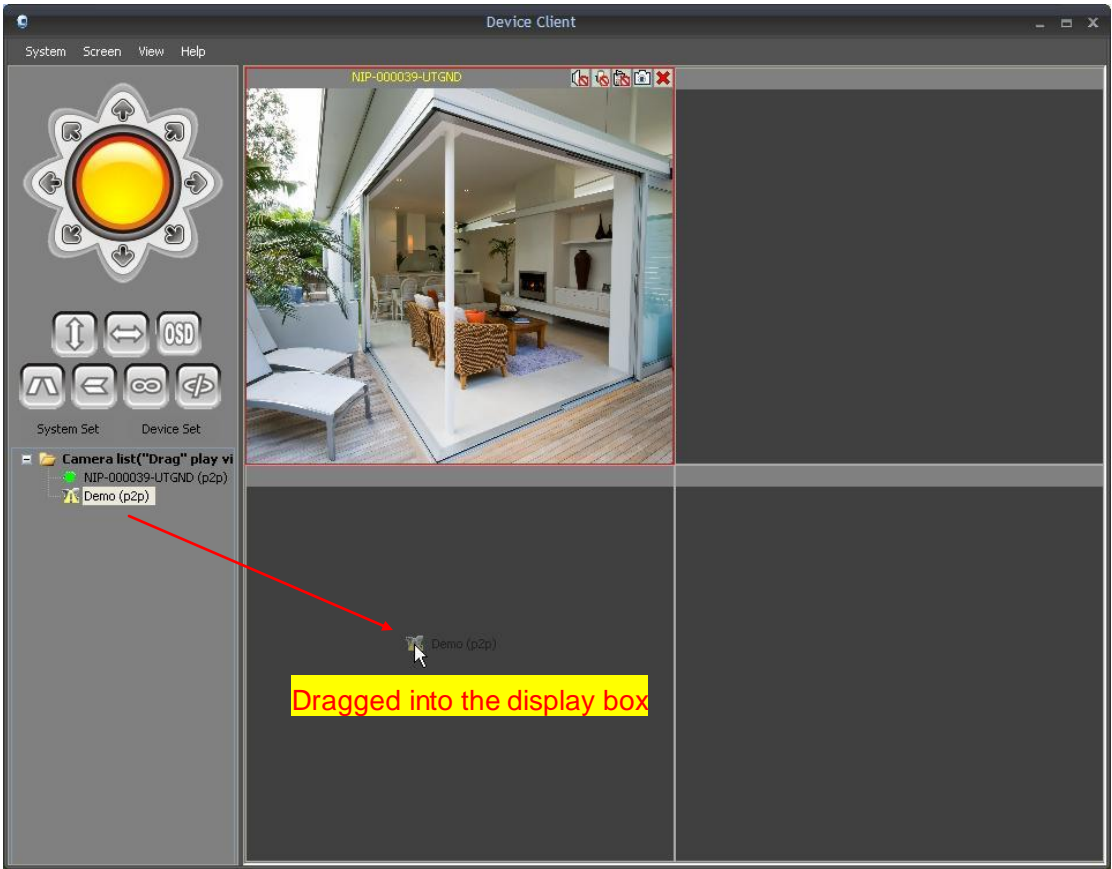 Device Client
System Screen View Help
NIP-000039-UTGND
OSD
System Set Device Set
Camera list("Drag" play vi
NIP-000039-UTGND (p2p)
Demo (p2p)
Demo (p2p)
Dragged into the display box